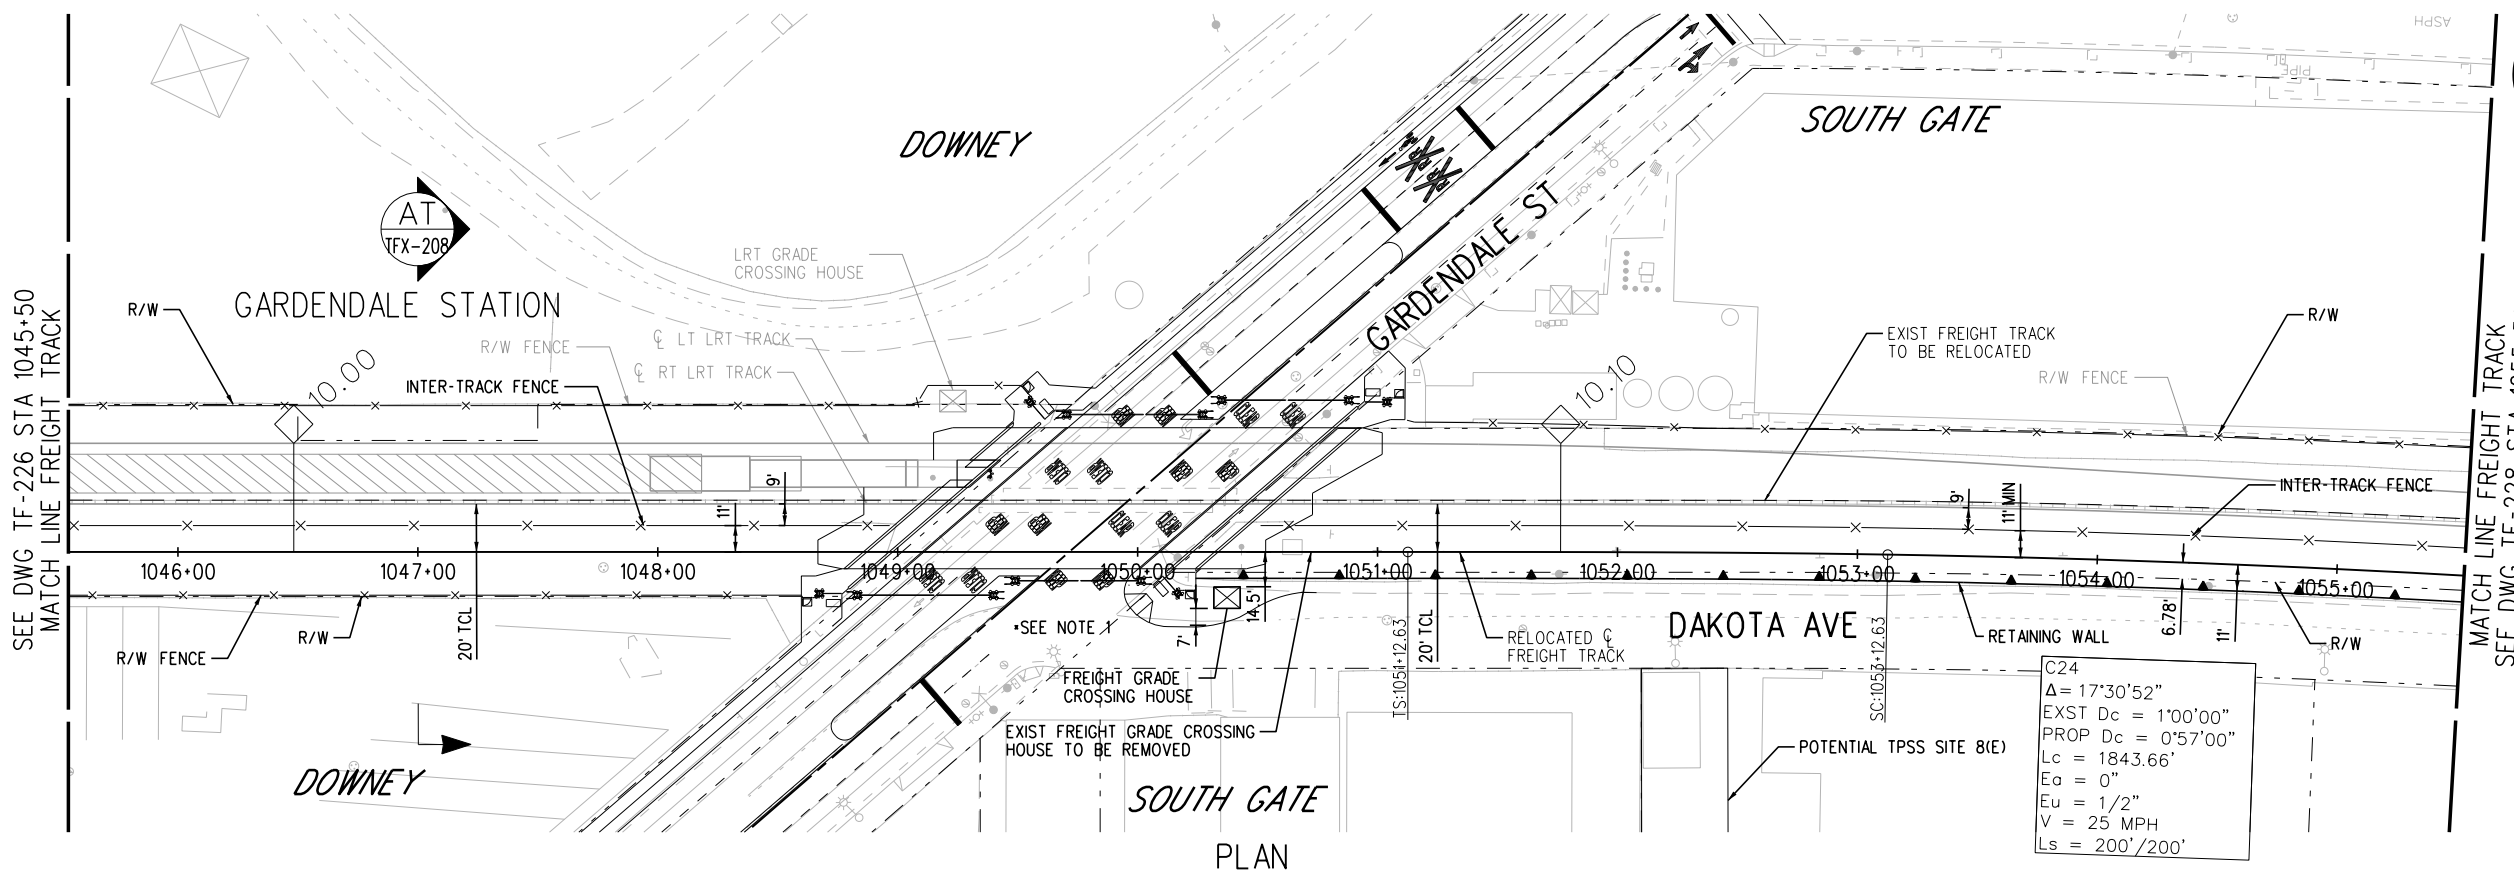 SEE DWG TF-226 STA 1045+50
MATCH LINE FREIGHT TRACK
DOWNEY
SOUTH GATE
ASPH
PIPE
AT
TFX-208
LRT GRADE
CROSSING HOUSE
GARDENDALE ST
GARDENDALE STATION
R/W
R/W FENCE
℄ LT LRT TRACK
℄ RT LRT TRACK
INTER-TRACK FENCE
10.00
10.10
EXIST FREIGHT TRACK
TO BE RELOCATED
R/W
R/W FENCE
INTER-TRACK FENCE
9'
11'
9'
11' MIN
1046+00
1047+00
1048+00
1049+00
1050+00
1051+00
1052+00
1053+00
1054+00
1055+00
20' TCL
R/W
R/W FENCE
*SEE NOTE 1
7'
14.5'
FREIGHT GRADE
CROSSING HOUSE
EXIST FREIGHT GRADE CROSSING
HOUSE TO BE REMOVED
TS:1051+12.63
20' TCL
RELOCATED ℄
FREIGHT TRACK
DAKOTA AVE
SC:1053+12.63
RETAINING WALL
6.78'
11'
R/W
POTENTIAL TPSS SITE 8(E)
C24
Δ= 17°30'52"
EXST Dc = 1°00'00"
PROP Dc = 0°57'00"
Lc = 1843.66'
Ea = 0"
Eu = 1/2"
V = 25 MPH
Ls = 200'/200'
DOWNEY
SOUTH GATE
MATCH LINE FREIGHT TRACK
PLAN